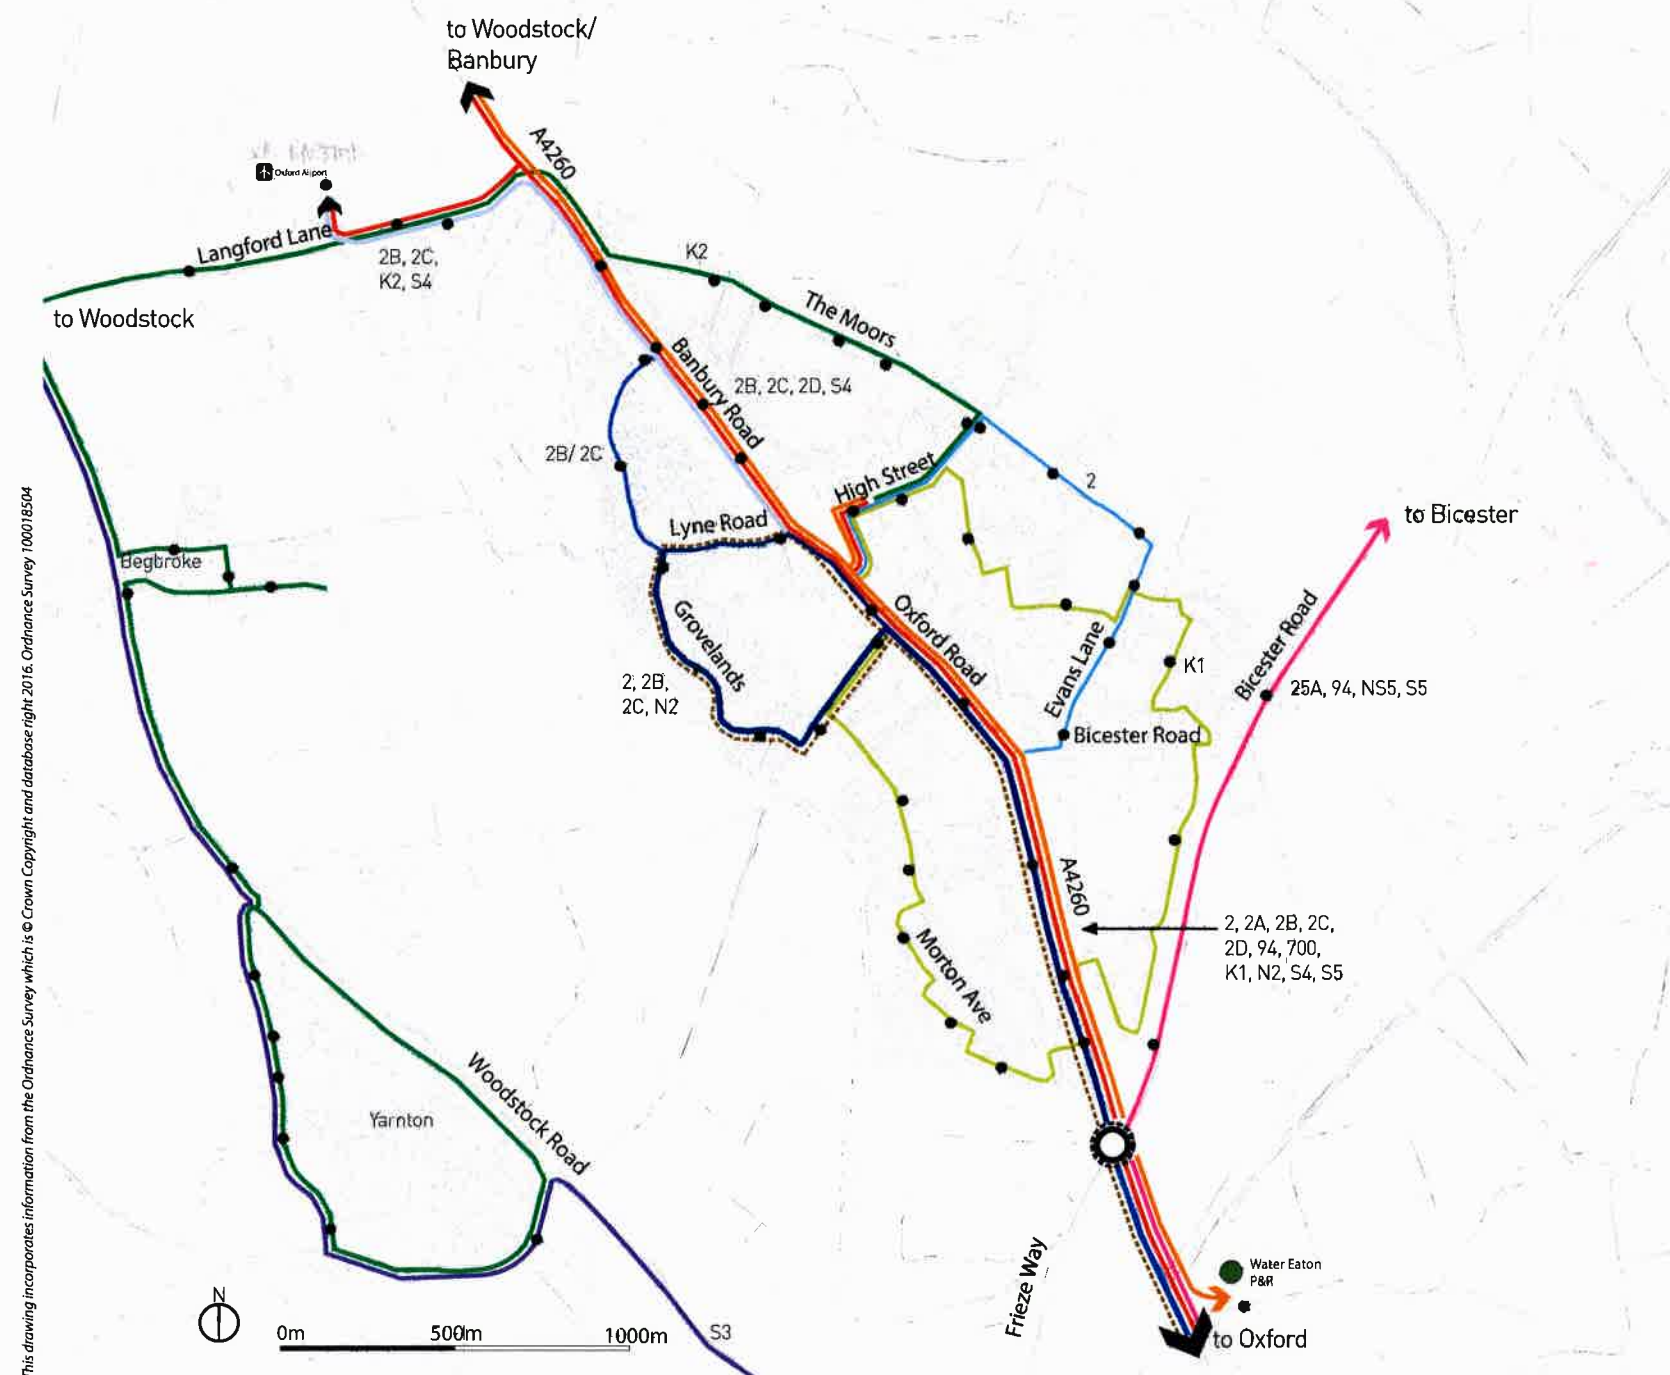 to Woodstock/
Banbury
A4260
Oxford Airport
Langford Lane
2B, 2C,
K2, S4
K2
to Woodstock
The Moors
Banbury Road
2B, 2C, 2D, S4
2B/ 2C
High Street
2
to Bicester
Lyne Road
Begbroke
Grovelands
Oxford Road
Evans Lane
K1
Bicester Road
25A, 94, NS5, S5
2, 2B,
2C, N2
Bicester Road
A4260
2, 2A, 2B, 2C,
2D, 94, 700,
K1, N2, S4, S5
Morton Ave
Woodstock Road
Yarnton
Frieze Way
Water Eaton
P&R
N
0m 500m 1000m
S3
to Oxford
This drawing incorporates information from the Ordnance Survey which is © Crown Copyright and database right 2016. Ordnance Survey 100018504